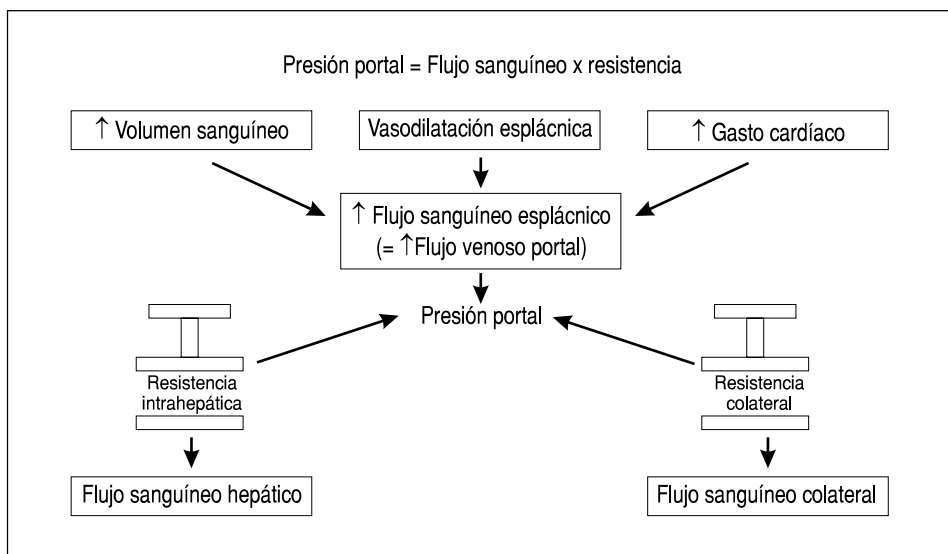 Presión portal = Flujo sanguíneo x resistencia
↑ Volumen sanguíneo
Vasodilatación esplácnica
↑ Gasto cardíaco
↑ Flujo sanguíneo esplácnico
(= ↑Flujo venoso portal)
Presión portal
Resistencia
intrahepática
Resistencia
colateral
Flujo sanguíneo hepático
Flujo sanguíneo colateral